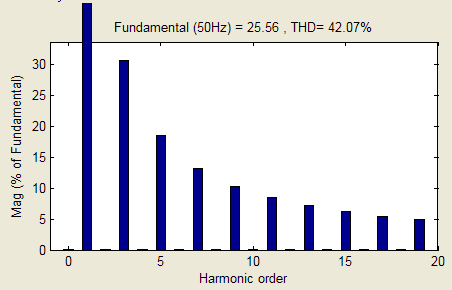 Fundamental (50Hz) = 25.56 , THD= 42.07%
30
25
20
15
10
5
0
Mag (% of Fundamental)
0 5 10 15 20
Harmonic order